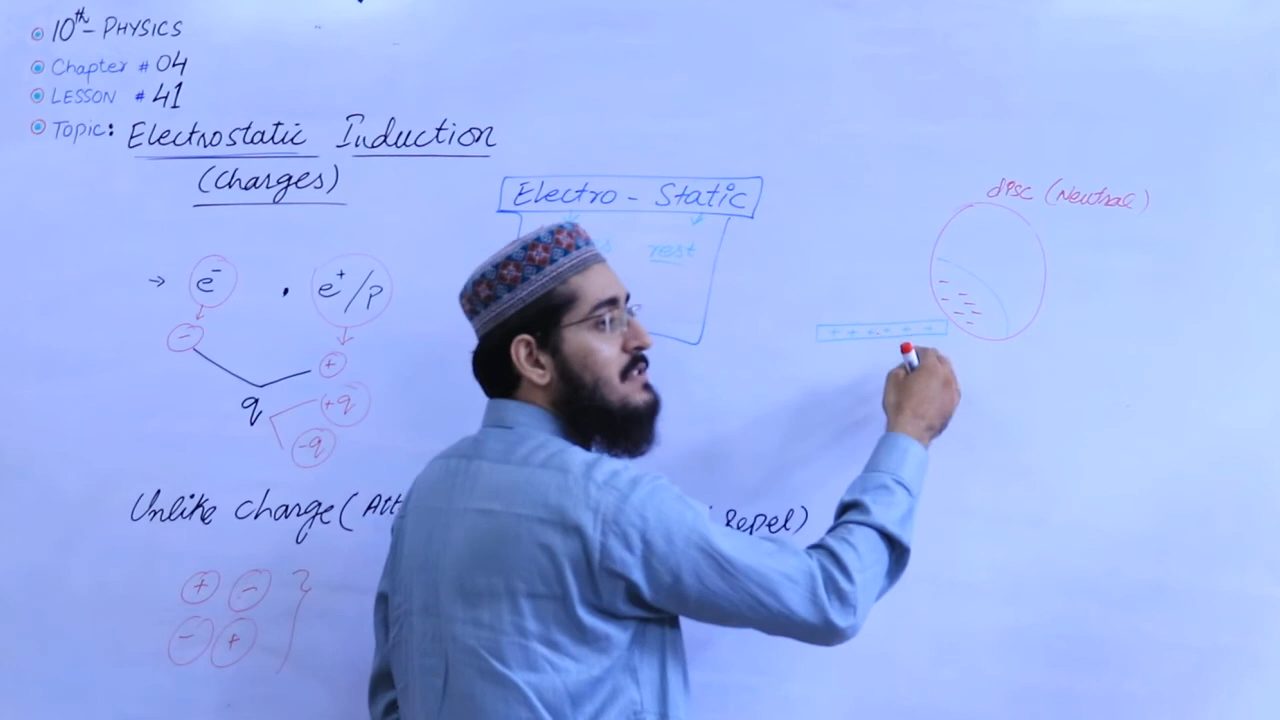 10th - PHYSICS
Chapter # 04
LESSON # 41
Topic: Electrostatic Induction
(Charges)
Electro - Static
rest
disc (Neutral)
→ e⁻ . e⁺/p
-
+
q
+q
-q
+ + + + + +
Unlike charge (Att
Repel)
+ -
- +